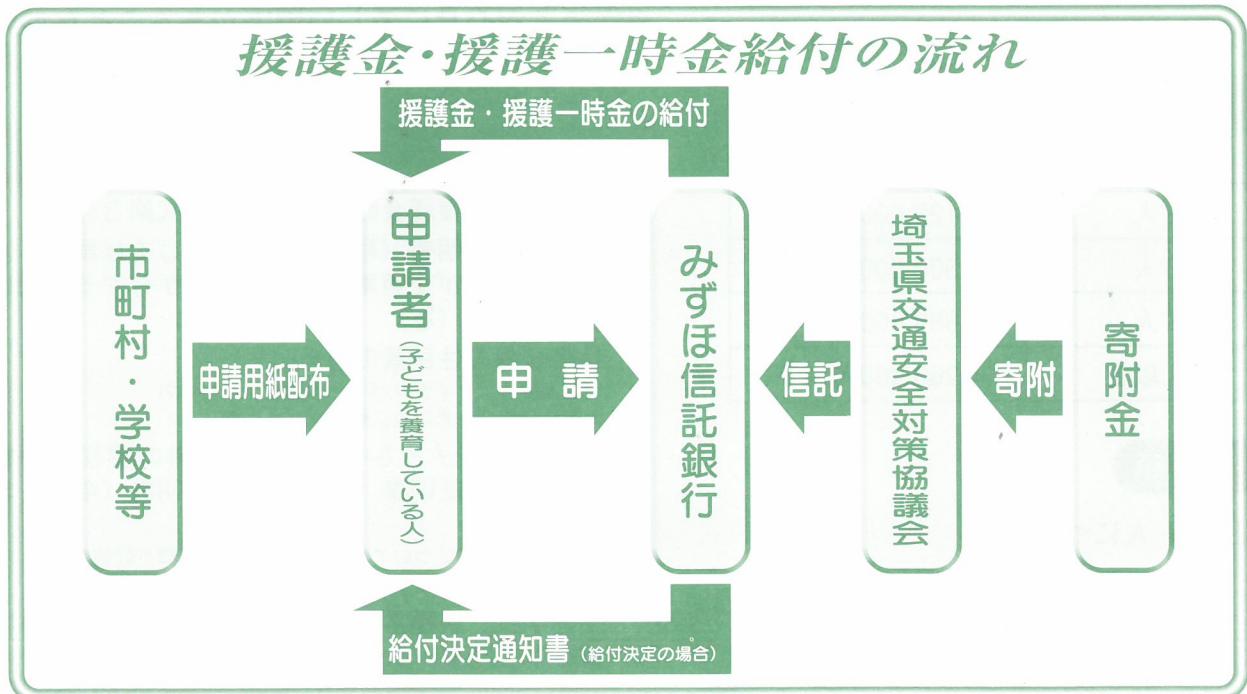 援護金・援護一時金給付の流れ
援護金・援護一時金の給付
市町村・学校等
申請用紙配布
申請者（子どもを養育している人）
申請
みずほ信託銀行
信託
埼玉県交通安全対策協議会
寄附
寄附金
給付決定通知書（給付決定の場合）